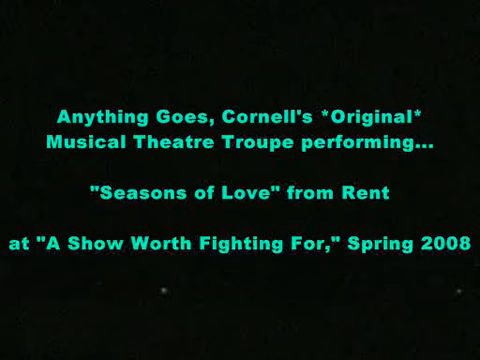 Anything Goes, Cornell's *Original*
Musical Theatre Troupe performing...
"Seasons of Love" from Rent
at "A Show Worth Fighting For," Spring 2008